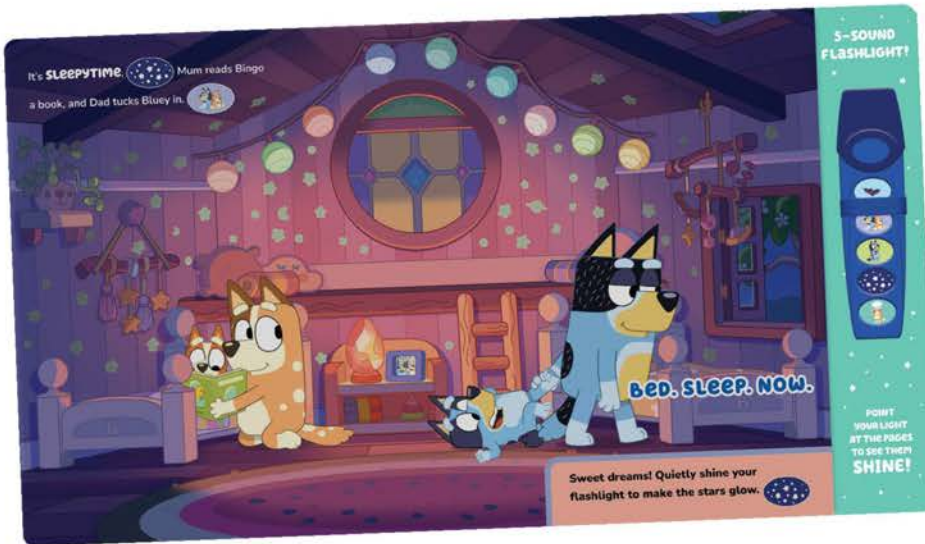 It's SLEEPYTIME. Mum reads Bingo
a book, and Dad tucks Bluey in.
BED. SLEEP. NOW.
Sweet dreams! Quietly shine your
flashlight to make the stars glow.
5-SOUND
FLASHLIGHT!
POINT
YOUR LIGHT
AT THE PAGES
TO SEE THEM
SHINE!